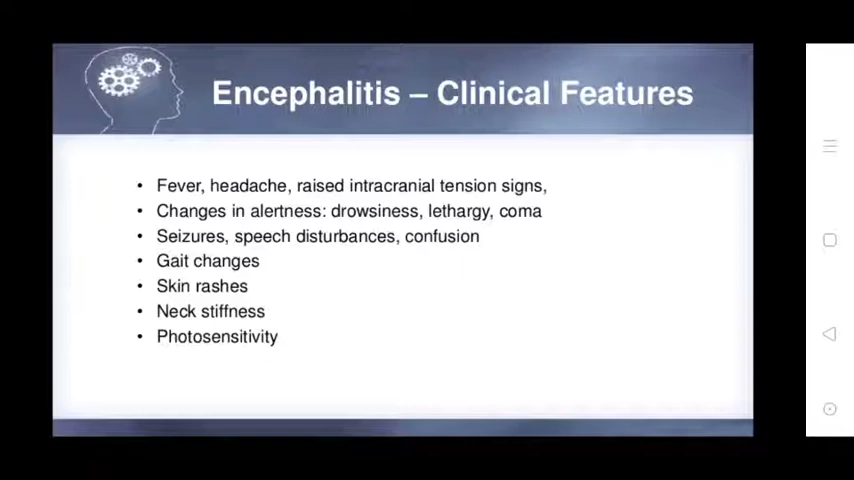 Encephalitis – Clinical Features
• Fever, headache, raised intracranial tension signs,
• Changes in alertness: drowsiness, lethargy, coma
• Seizures, speech disturbances, confusion
• Gait changes
• Skin rashes
• Neck stiffness
• Photosensitivity